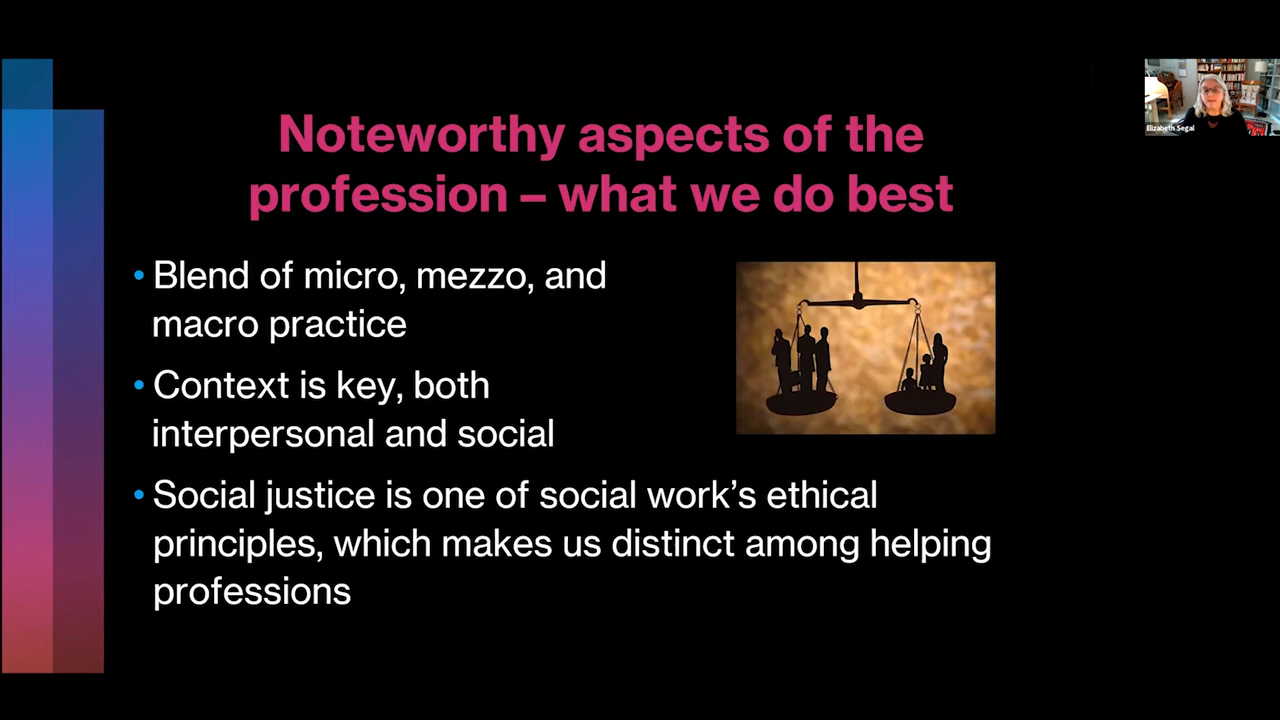 Noteworthy aspects of the
profession – what we do best
• Blend of micro, mezzo, and
macro practice
• Context is key, both
interpersonal and social
• Social justice is one of social work’s ethical
principles, which makes us distinct among helping
professions
Elizabeth Segal